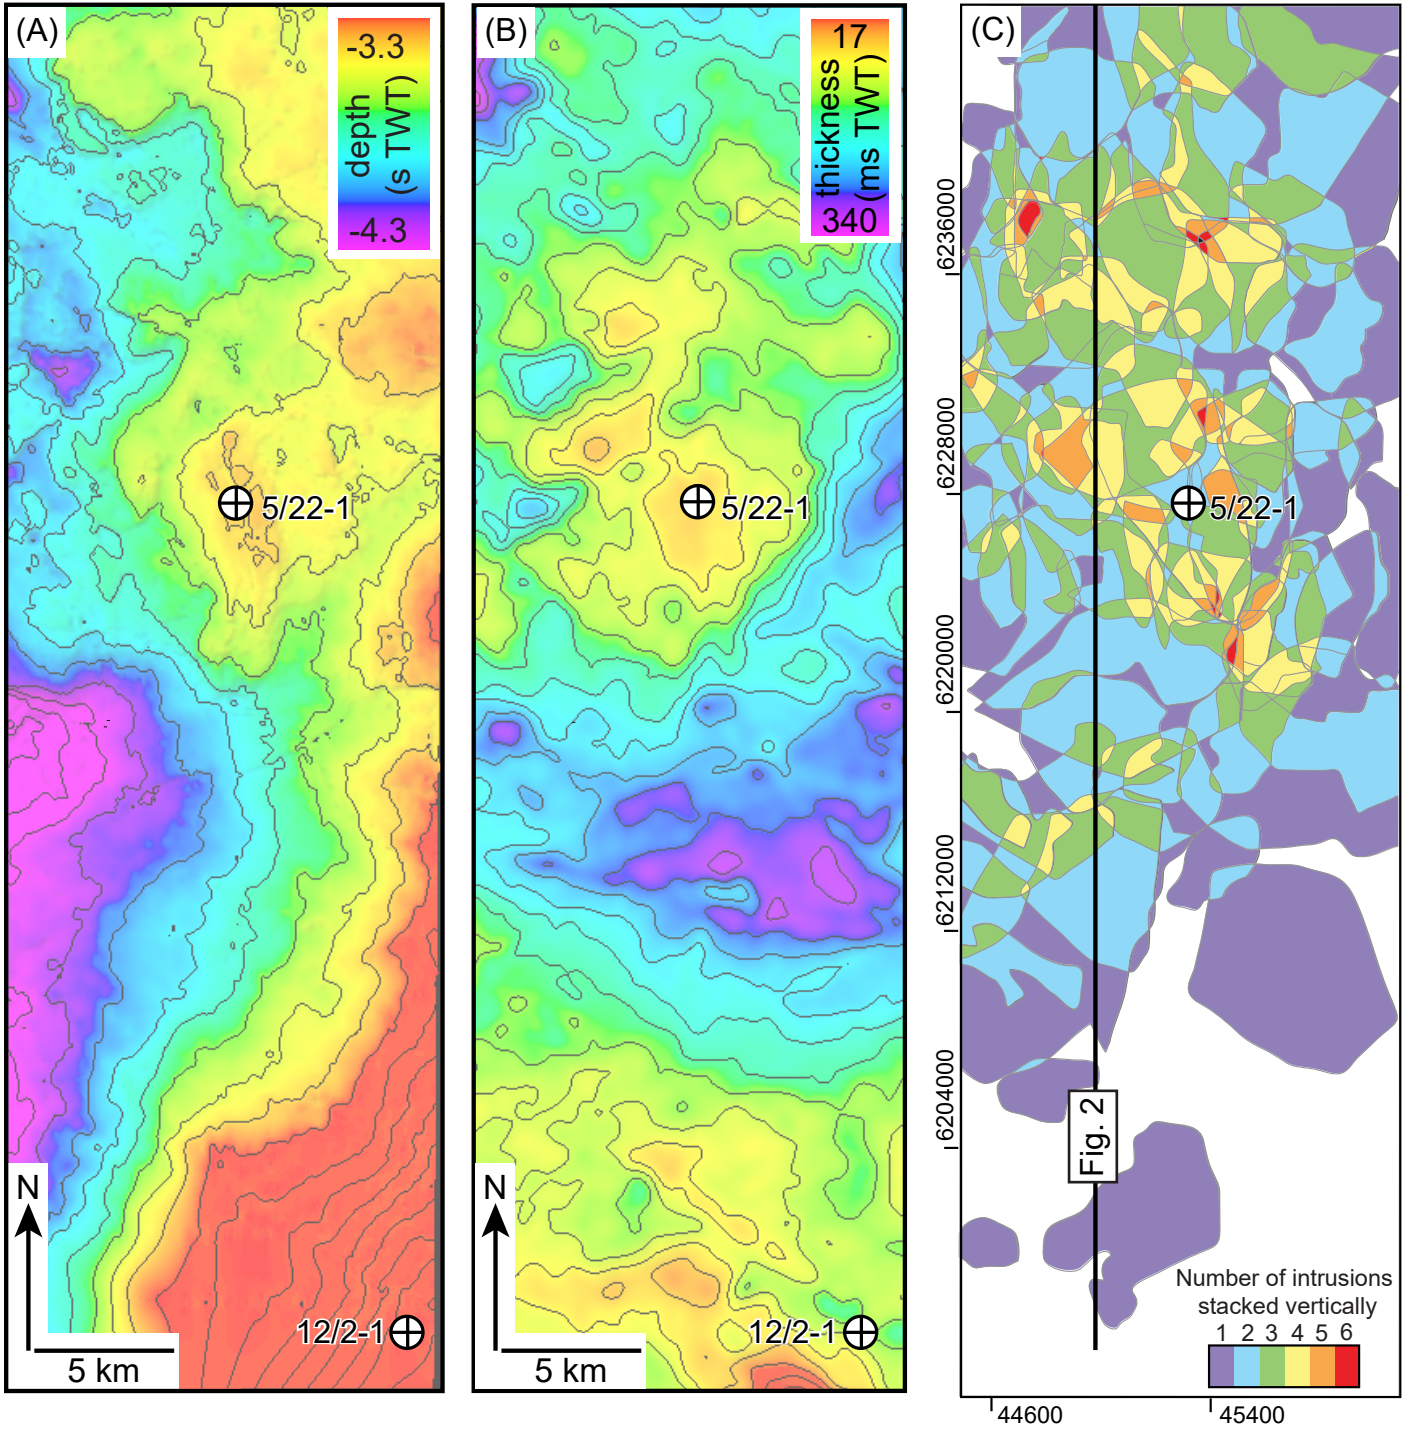 (A)
-3.3
depth
(s TWT)
-4.3
5/22-1
N
5 km
12/2-1
(B)
17
thickness
(ms TWT)
340
5/22-1
N
5 km
12/2-1
(C)
6236000
6228000
5/22-1
6220000
6212000
6204000
Fig. 2
Number of intrusions
stacked vertically
1 2 3 4 5 6
44600
45400